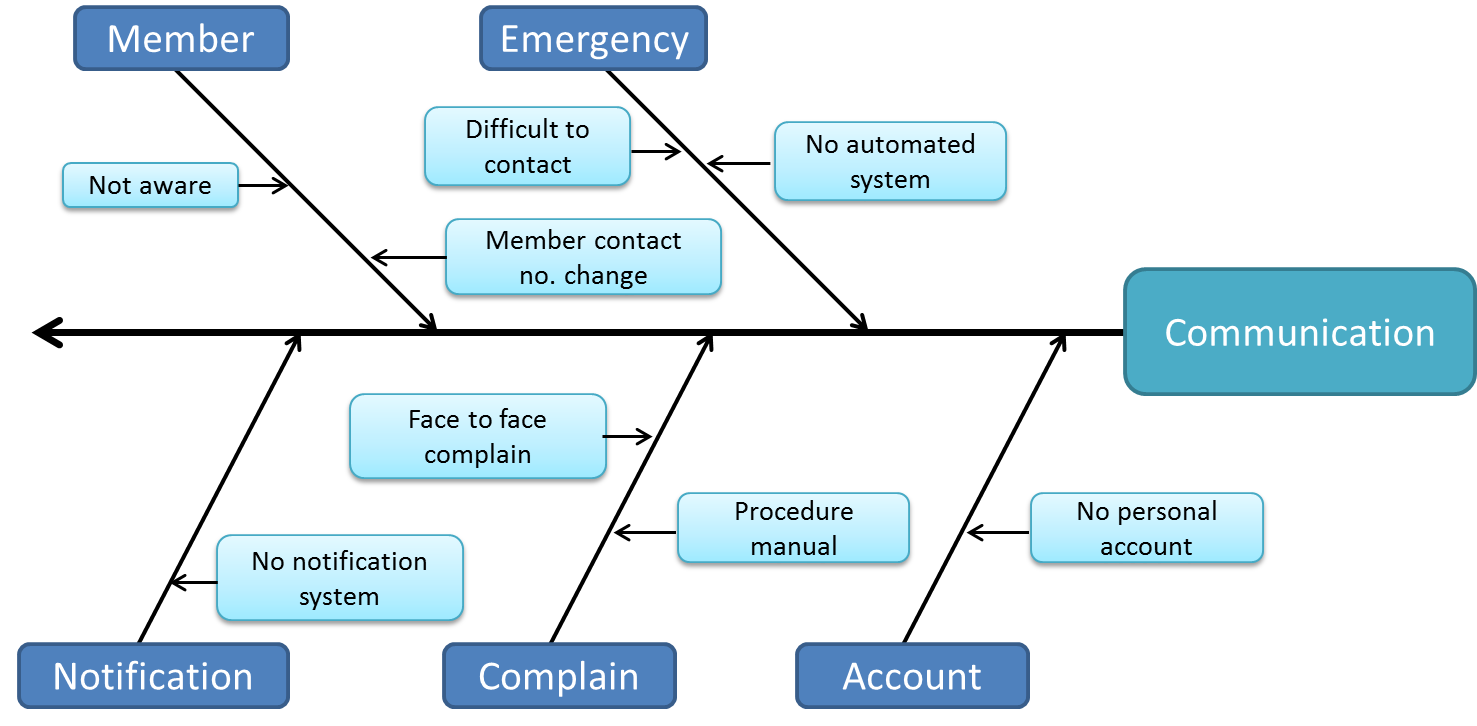 Member
Emergency
Difficult to
contact
No automated
system
Not aware
Member contact
no. change
Communication
Face to face
complain
Procedure
manual
No personal
account
No notification
system
Notification
Complain
Account